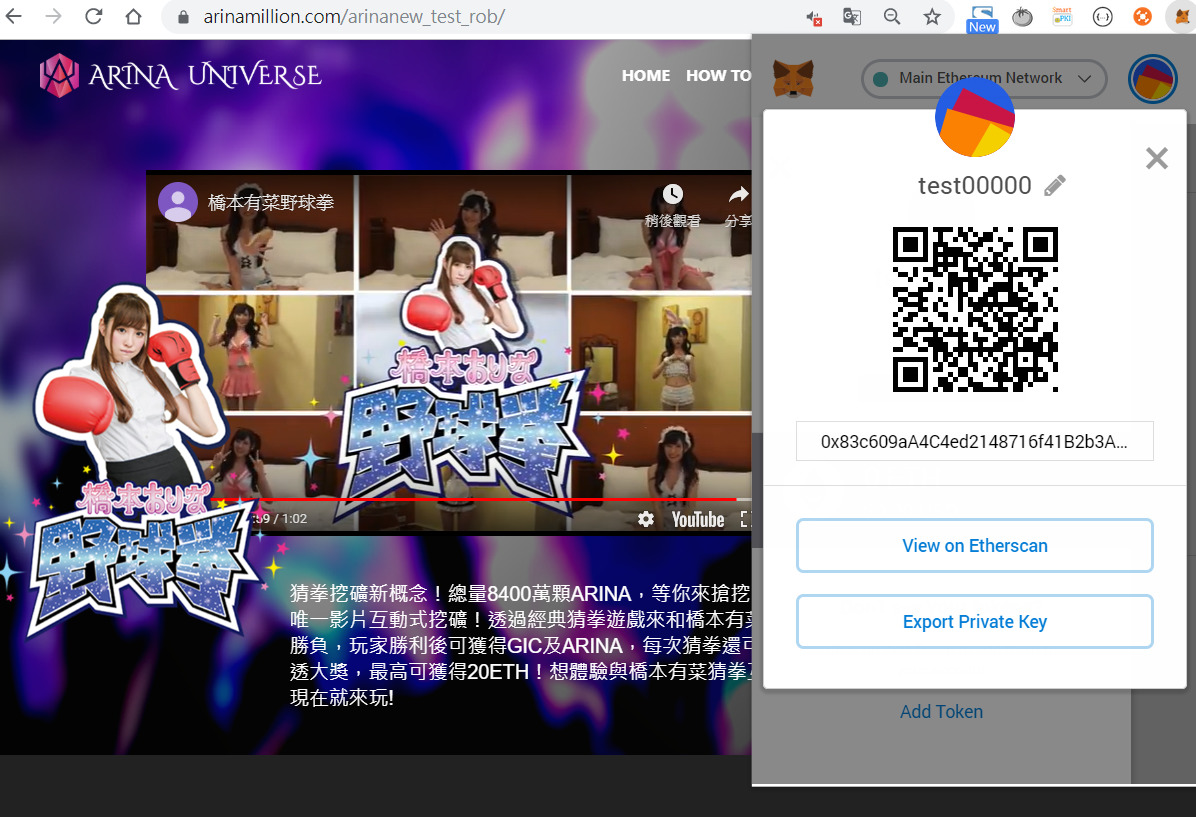 arinamillion.com/arinanew_test_rob/
New
Smart
PKI
ARINA UNIVERSE
HOME
HOW TO
Main Ethereum Network
橋本有菜野球拳
稍後觀看
分享
test00000
橋本ありな
野球拳
橋本ありな
野球拳
0x83c609aA4C4ed2148716f41B2b3A...
:59 / 1:02
YouTube
View on Etherscan
猜拳挖礦新概念！總量8400萬顆ARINA，等你來搶挖
唯一影片互動式挖礦！透過經典猜拳遊戲來和橋本有菜
勝負，玩家勝利後可獲得GIC及ARINA，每次猜拳還可
透大獎，最高可獲得20ETH！想體驗與橋本有菜猜拳互
現在就來玩!
Export Private Key
Add Token